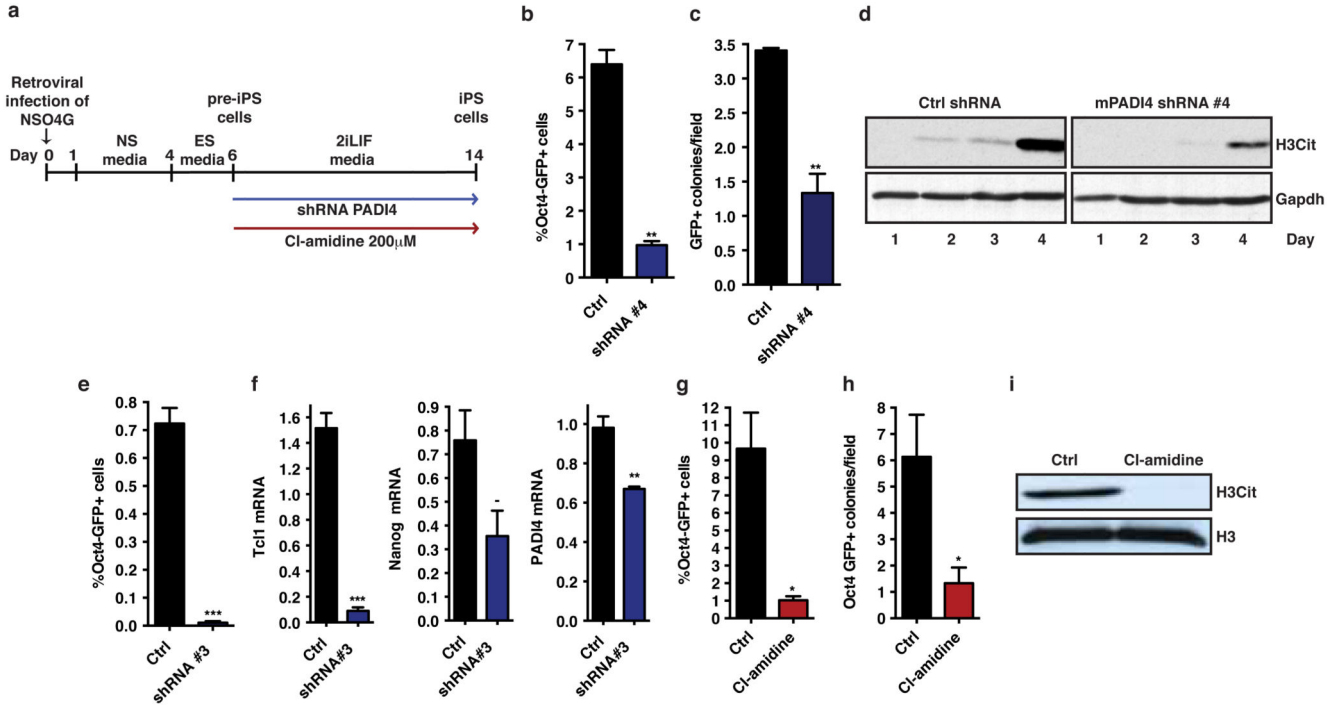 a
Retroviral
infection of
NSO4G
pre-iPS
cells
iPS
cells
NS
media
ES
media
2iLIF
media
Day 0 1 4 6 14
shRNA PADI4
Cl-amidine 200µM
b
%Oct4-GFP+ cells
7
6
5
4
3
2
1
0
**
Ctrl
shRNA #4
c
GFP+ colonies/field
3.5
3.0
2.5
2.0
1.5
1.0
0.5
0.0
**
Ctrl
shRNA #4
d
Ctrl shRNA mPADI4 shRNA #4
H3Cit
Gapdh
1 2 3 4 1 2 3 4 Day
e
%Oct4-GFP+ cells
0.8
0.7
0.6
0.5
0.4
0.3
0.2
0.1
0.0
***
Ctrl
shRNA #3
f
Tcl1 mRNA
1.6
1.4
1.2
1.0
0.8
0.6
0.4
0.2
0.0
***
Ctrl
shRNA#3
Nanog mRNA
0.9
0.8
0.7
0.6
0.5
0.4
0.3
0.2
0.1
0.0
-
Ctrl
shRNA#3
PADI4 mRNA
1.0
0.8
0.6
0.4
0.2
0.0
**
Ctrl
shRNA#3
g
%Oct4-GFP+ cells
12
11
10
9
8
7
6
5
4
3
2
1
0
*
Ctrl
Cl-amidine
h
Oct4 GFP+ colonies/field
8
7
6
5
4
3
2
1
0
*
Ctrl
Cl-amidine
i
Ctrl Cl-amidine
H3Cit
H3